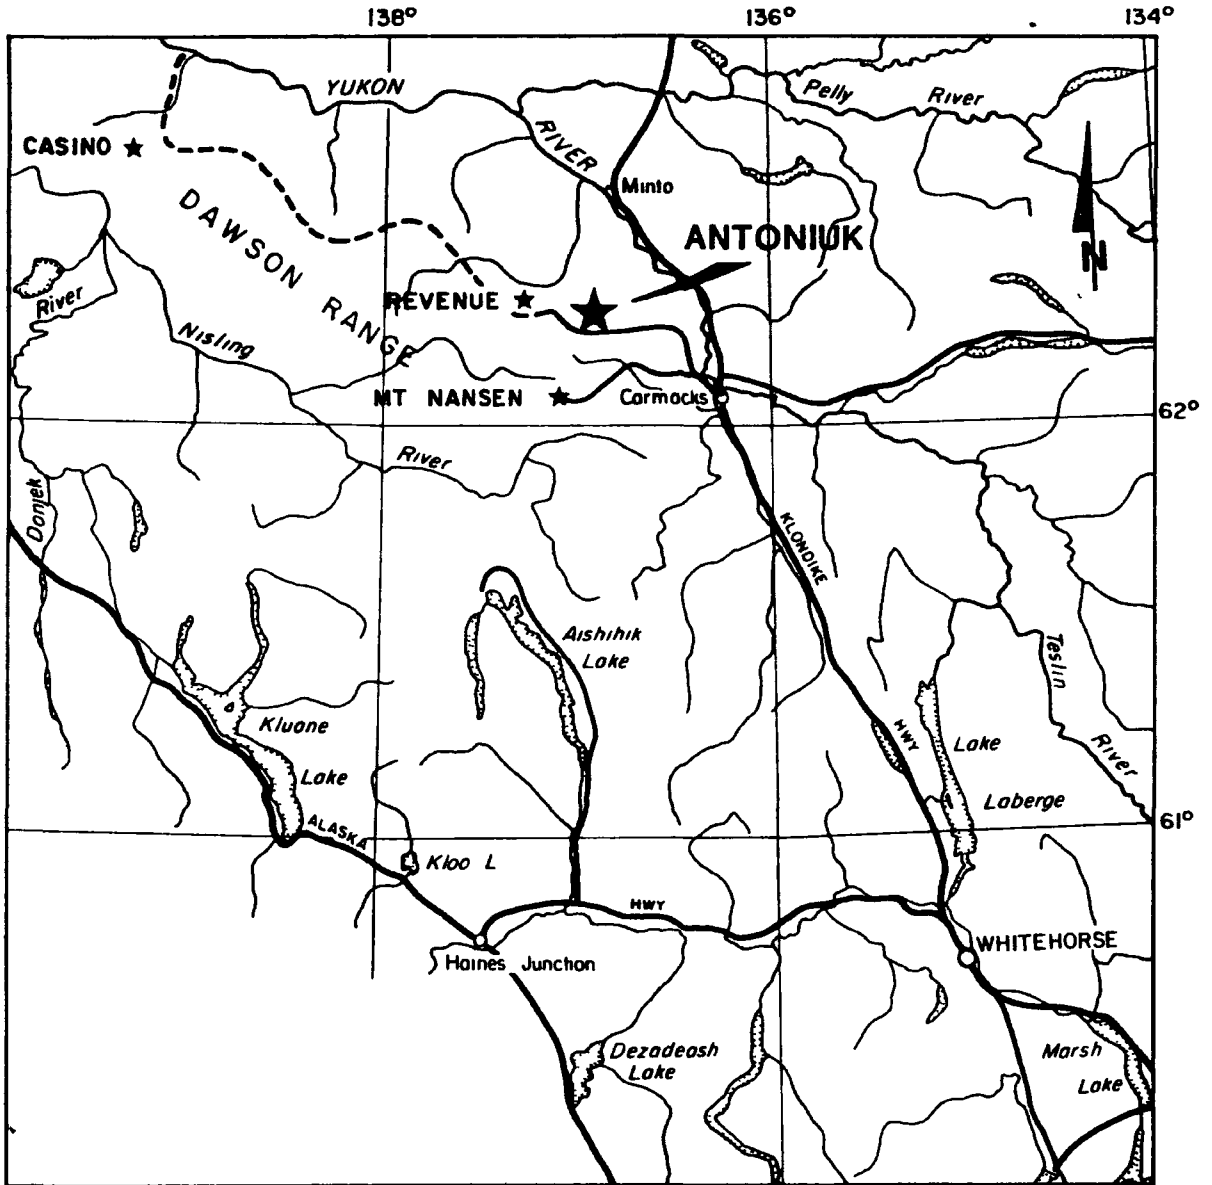 138° 136° 134°
YUKON
RIVER
Pelly River
CASINO
Minto
DAWSON RANGE
ANTONIUK
N
River
REVENUE
Nisling
MT NANSEN
Carmacks
62°
River
Donjek
KLONDIKE
Aishihik
Lake
Teslin
Kluane
HWY
Lake
River
Lake
Laberge
ALASKA
61°
Kloo L
HWY
WHITEHORSE
Haines Junction
Dezadeash
Lake
Marsh
Lake